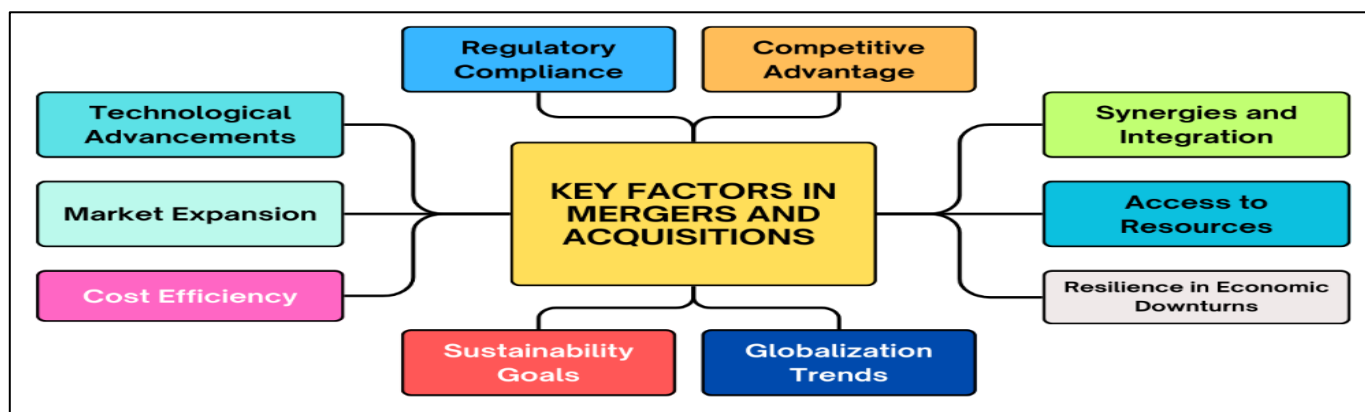 Regulatory
Compliance
Competitive
Advantage
Technological
Advancements
Market Expansion
Cost Efficiency
KEY FACTORS IN
MERGERS AND
ACQUISITIONS
Synergies and
Integration
Access to
Resources
Resilience in Economic
Downturns
Sustainability
Goals
Globalization
Trends